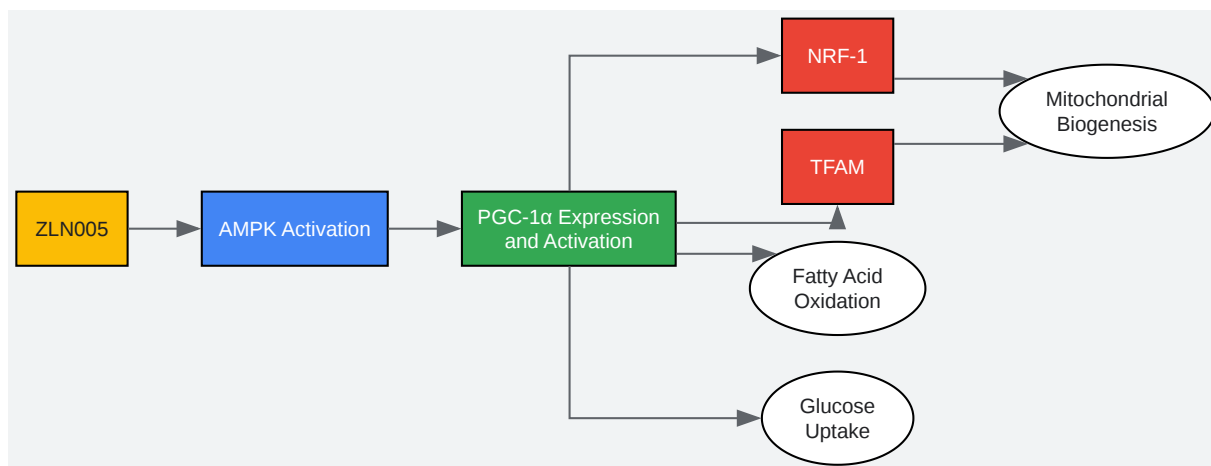 NRF-1
Mitochondrial
Biogenesis
TFAM
ZLN005
AMPK Activation
PGC-1α Expression
and Activation
Fatty Acid
Oxidation
Glucose
Uptake